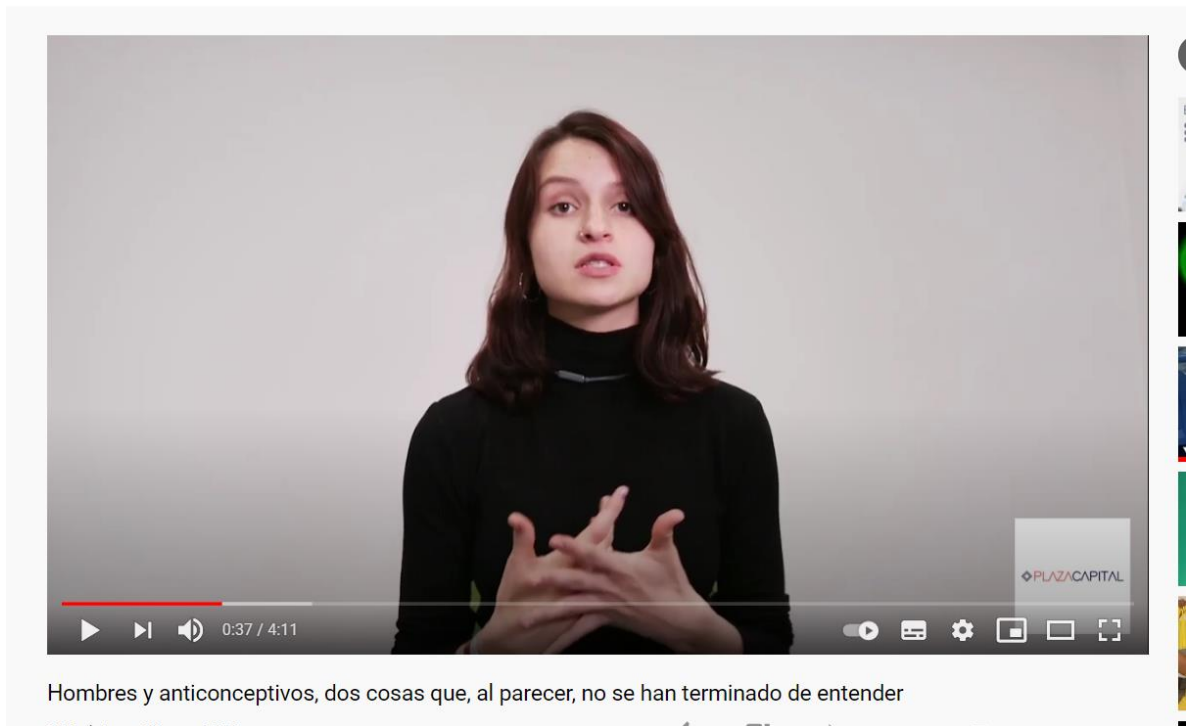 PLAZACAPITAL
0:37 / 4:11
Hombres y anticonceptivos, dos cosas que, al parecer, no se han terminado de entender